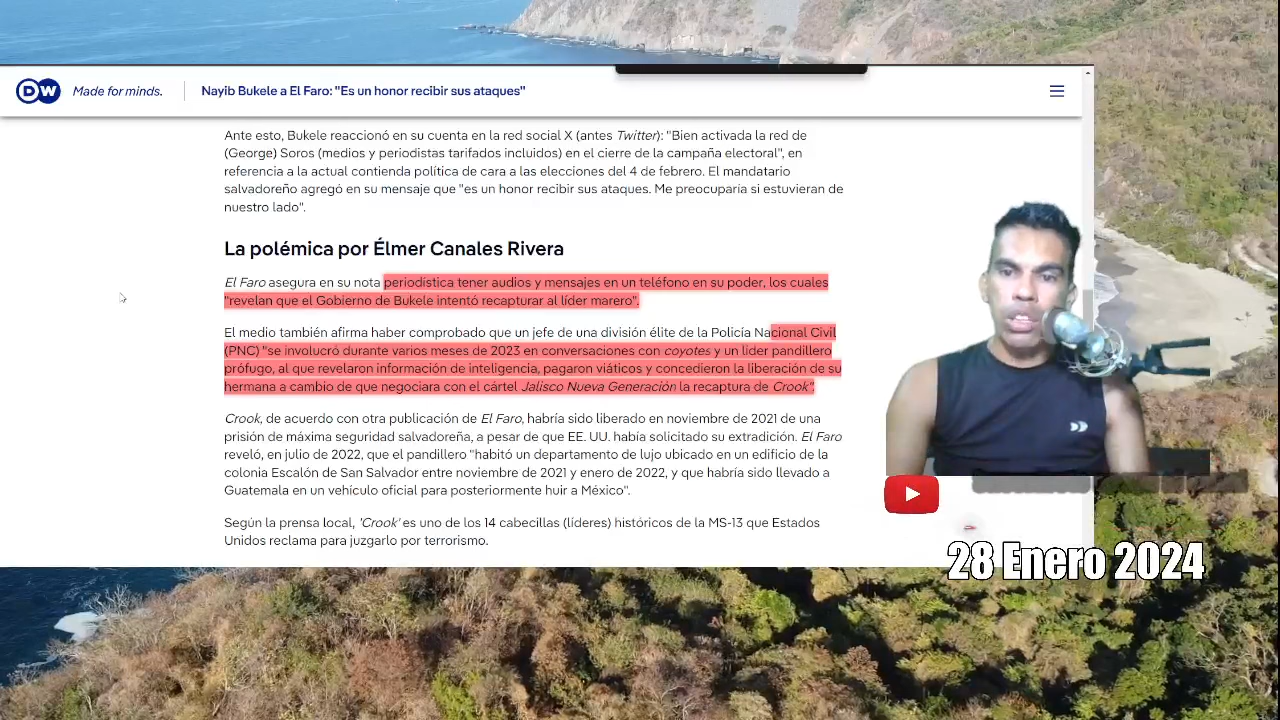 DW Made for minds. Nayib Bukele a El Faro: "Es un honor recibir sus ataques"
Ante esto, Bukele reaccionó en su cuenta en la red social X (antes Twitter): "Bien activada la red de
(George) Soros (medios y periodistas tarifados incluidos) en el cierre de la campaña electoral", en
referencia a la actual contienda política de cara a las elecciones del 4 de febrero. El mandatario
salvadoreño agregó en su mensaje que "es un honor recibir sus ataques. Me preocuparía si estuvieran de
nuestro lado".
La polémica por Élmer Canales Rivera
El Faro asegura en su nota periodística tener audios y mensajes en un teléfono en su poder, los cuales
"revelan que el Gobierno de Bukele intentó recapturar al líder marero".
El medio también afirma haber comprobado que un jefe de una división élite de la Policía Nacional Civil
(PNC) "se involucró durante varios meses de 2023 en conversaciones con coyotes y un líder pandillero
prófugo, al que revelaron información de inteligencia, pagaron viáticos y concedieron la liberación de su
hermana a cambio de que negociara con el cártel Jalisco Nueva Generación la recaptura de Crook".
Crook, de acuerdo con otra publicación de El Faro, habría sido liberado en noviembre de 2021 de una
prisión de máxima seguridad salvadoreña, a pesar de que EE. UU. había solicitado su extradición. El Faro
reveló, en julio de 2022, que el pandillero "habitó un departamento de lujo ubicado en un edificio de la
colonia Escalón de San Salvador entre noviembre de 2021 y enero de 2022, y que habría sido llevado a
Guatemala en un vehículo oficial para posteriormente huir a México".
Según la prensa local, 'Crook' es uno de los 14 cabecillas (líderes) históricos de la MS-13 que Estados
Unidos reclama para juzgarlo por terrorismo.
28 Enero 2024